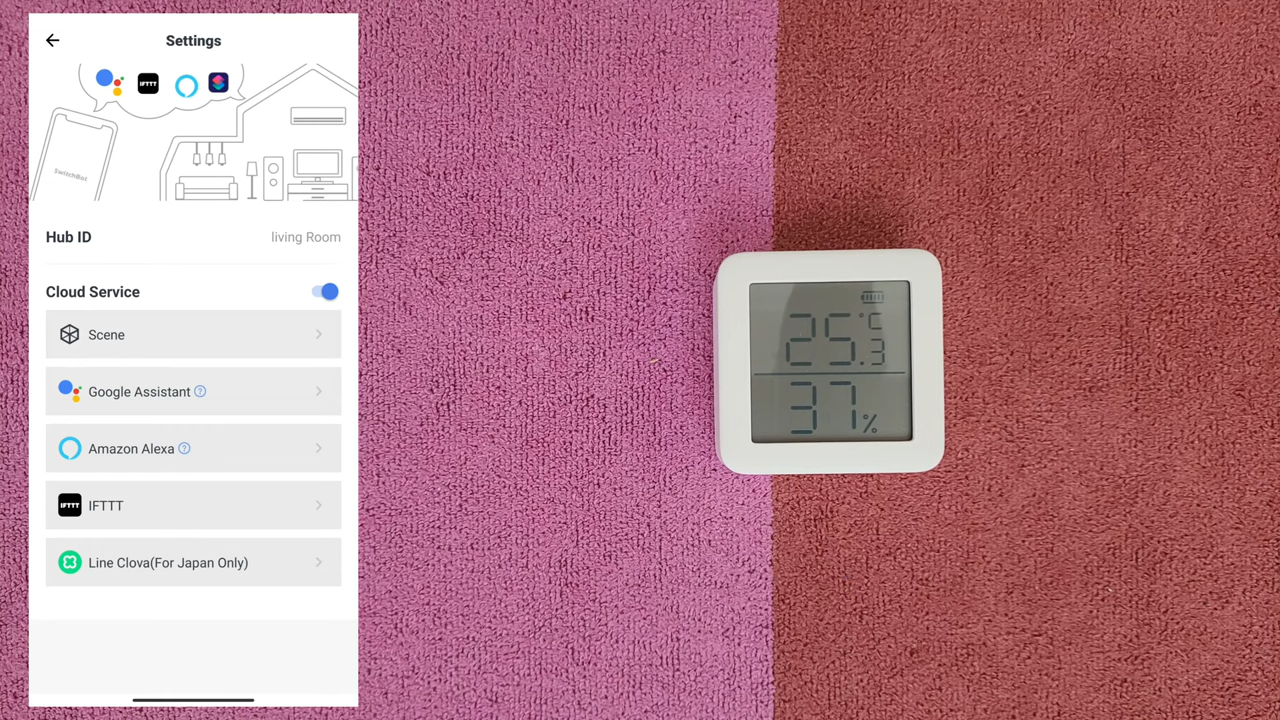 Settings
IFTTT
SwitchBot
Hub ID
living Room
Cloud Service
Scene
Google Assistant ?
Amazon Alexa ?
IFTTT IFTTT
Line Clova(For Japan Only)
25.3 °C
37%